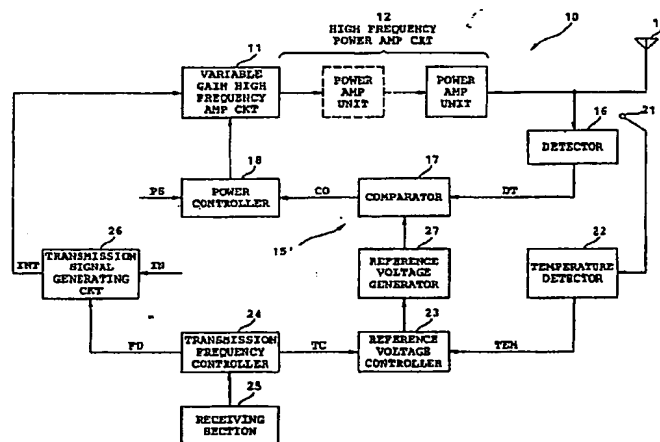 12
HIGH FREQUENCY
POWER AMP CKT
10
11
VARIABLE
GAIN HIGH
FREQUENCY
AMP CKT
POWER
AMP
UNIT
POWER
AMP
UNIT
21
16
DETECTOR
18
POWER
CONTROLLER
PS
CO
17
COMPARATOR
DT
15'
26
TRANSMISSION
SIGNAL
GENERATING
CKT
INT
IN
27
REFERENCE
VOLTAGE
GENERATOR
22
TEMPERATURE
DETECTOR
24
TRANSMISSION
FREQUENCY
CONTROLLER
FD
TC
23
REFERENCE
VOLTAGE
CONTROLLER
TEM
25
RECEIVING
SECTION